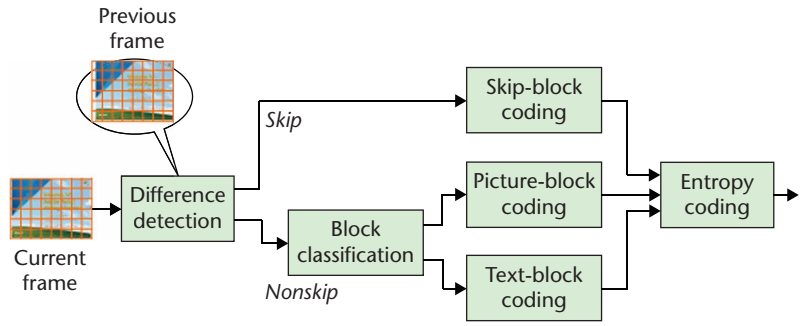 Previous
frame
Skip-block
coding
Skip
Difference
detection
Picture-block
coding
Entropy
coding
Block
classification
Current
frame
Nonskip
Text-block
coding